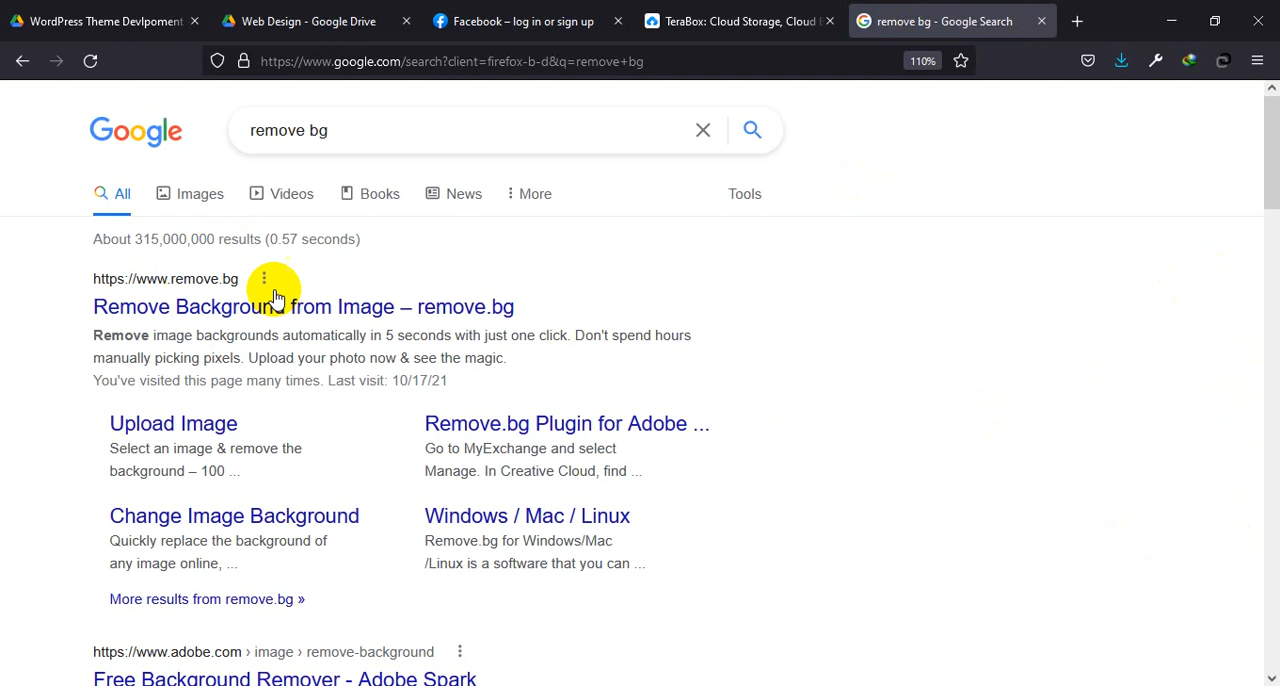 WordPress Theme Devlpoment
Web Design - Google Drive
Facebook – log in or sign up
TeraBox: Cloud Storage, Cloud
remove bg - Google Search
https://www.google.com/search?client=firefox-b-d&q=remove+bg
110%
Google
remove bg
All
Images
Videos
Books
News
More
Tools
About 315,000,000 results (0.57 seconds)
https://www.remove.bg
Remove Background from Image – remove.bg
Remove image backgrounds automatically in 5 seconds with just one click. Don't spend hours
manually picking pixels. Upload your photo now & see the magic.
You've visited this page many times. Last visit: 10/17/21
Upload Image
Select an image & remove the
background – 100 ...
Remove.bg Plugin for Adobe ...
Go to MyExchange and select
Manage. In Creative Cloud, find ...
Change Image Background
Quickly replace the background of
any image online, ...
Windows / Mac / Linux
Remove.bg for Windows/Mac
/Linux is a software that you can ...
More results from remove.bg »
https://www.adobe.com › image › remove-background
Free Background Remover - Adobe Spark